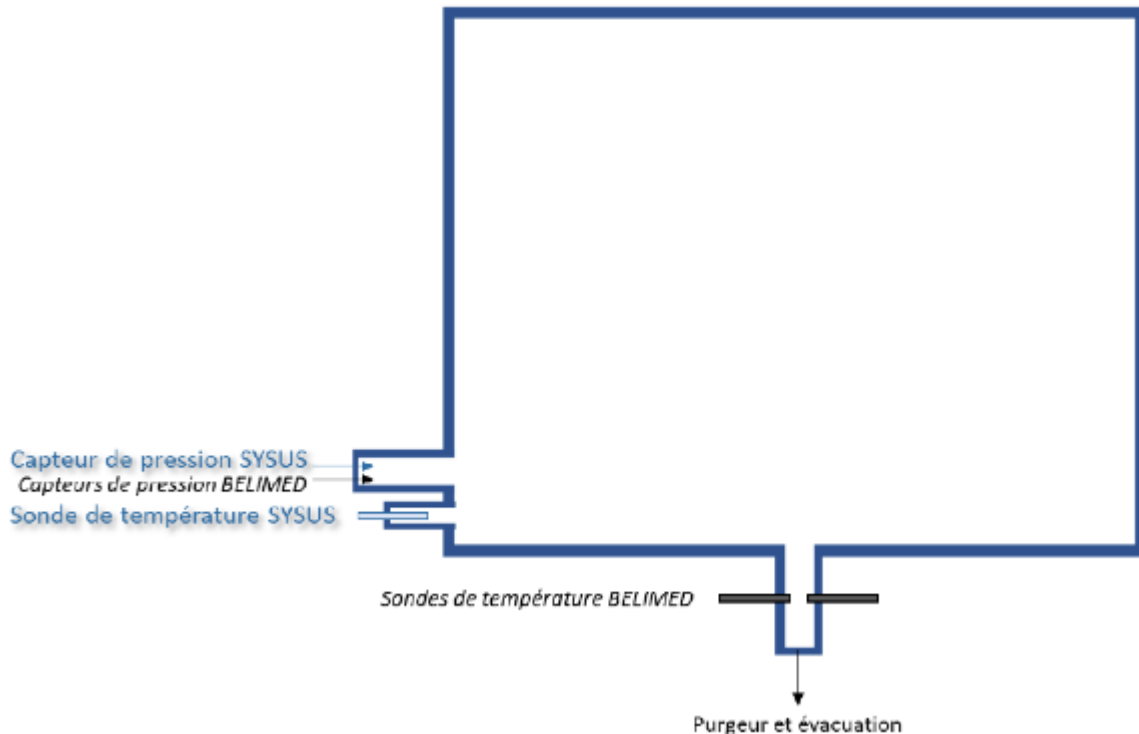 Capteur de pression SYSUS
Capteurs de pression BELIMED
Sonde de température SYSUS
Sondes de température BELIMED
Purgeur et évacuation